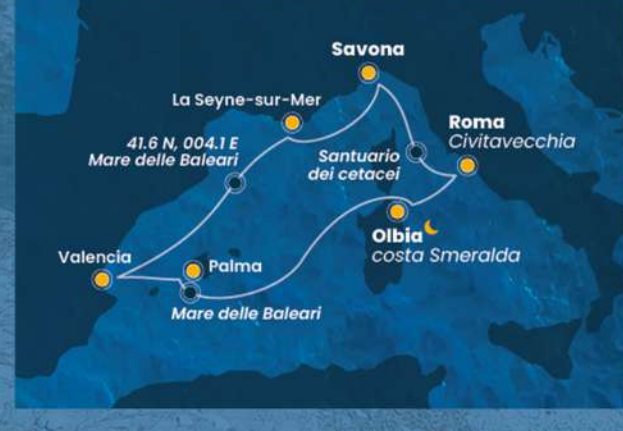 Savona
La Seyne-sur-Mer
41.6 N, 004.1 E
Mare delle Baleari
Roma
Civitavecchia
Santuario
dei cetacei
Olbia
costa Smeralda
Valencia
Palma
Mare delle Baleari